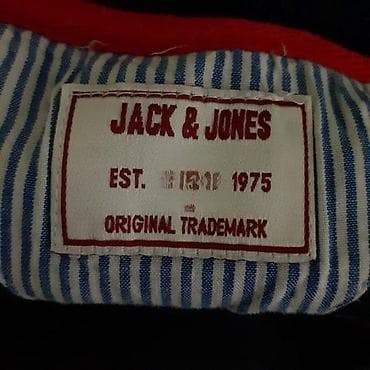 JACK & JONES
EST. 1975
ORIGINAL TRADEMARK